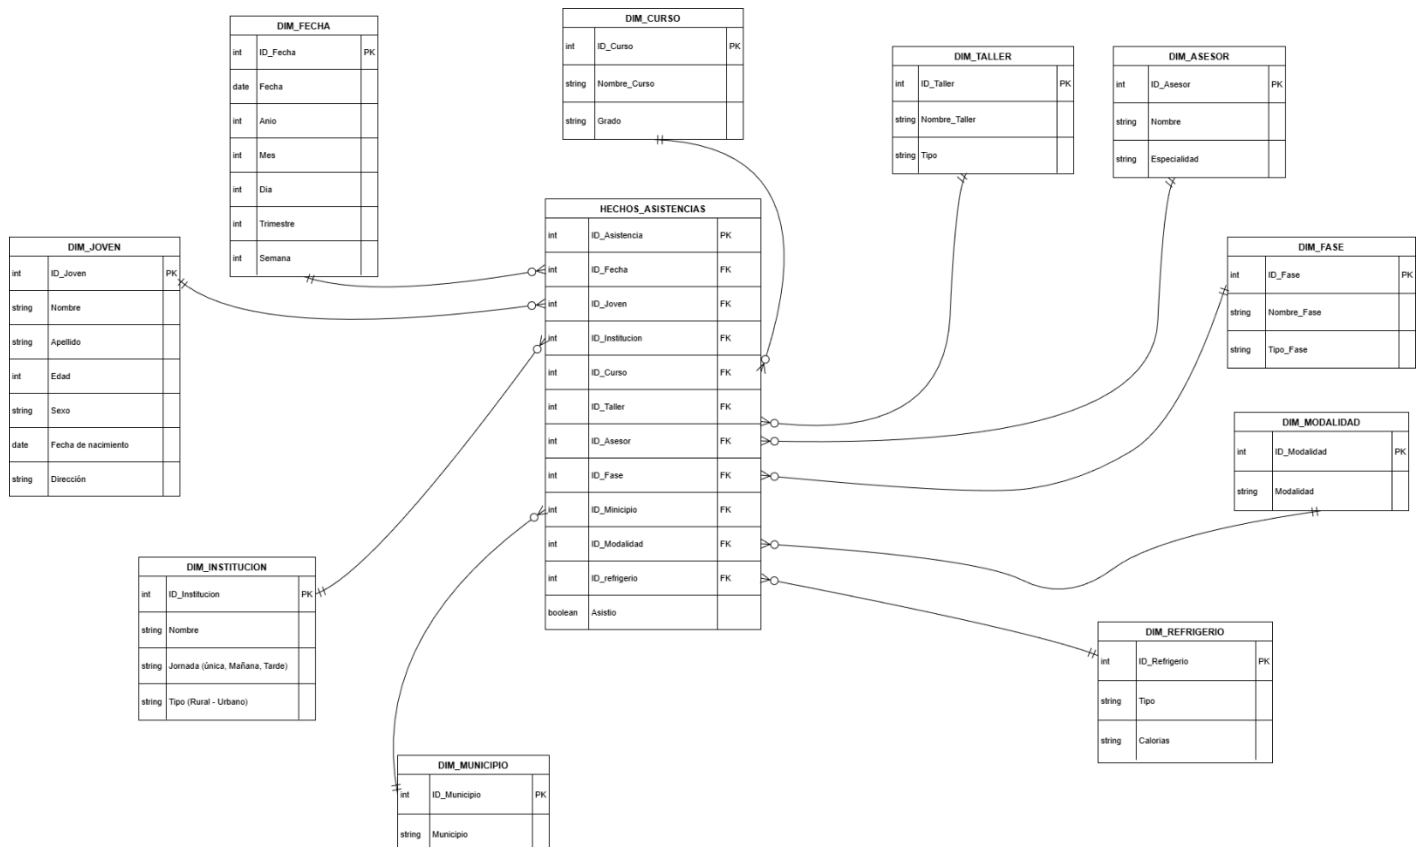 DIM_FECHA
int ID_Fecha PK
date Fecha
int Anio
int Mes
int Dia
int Trimestre
int Semana
DIM_CURSO
int ID_Curso PK
string Nombre_Curso
string Grado
DIM_TALLER
int ID_Taller PK
string Nombre_Taller
string Tipo
DIM_ASESOR
int ID_Asesor PK
string Nombre
string Especialidad
DIM_JOVEN
int ID_Joven PK
string Nombre
string Apellido
int Edad
string Sexo
date Fecha de nacimiento
string Dirección
HECHOS_ASISTENCIAS
int ID_Asistencia PK
int ID_Fecha FK
int ID_Joven FK
int ID_Institucion FK
int ID_Curso FK
int ID_Taller FK
int ID_Asesor FK
int ID_Fase FK
int ID_Minicipio FK
int ID_Modalidad FK
int ID_refrigerio FK
boolean Asistio
DIM_FASE
int ID_Fase PK
string Nombre_Fase
string Tipo_Fase
DIM_MODALIDAD
int ID_Modalidad PK
string Modalidad
DIM_INSTITUCION
int ID_Institucion PK
string Nombre
string Jornada (única, Mañana, Tarde)
string Tipo (Rural - Urbano)
DIM_REFRIGERIO
int ID_Refrigerio PK
string Tipo
string Calorias
DIM_MUNICIPIO
int ID_Municipio PK
string Municipio